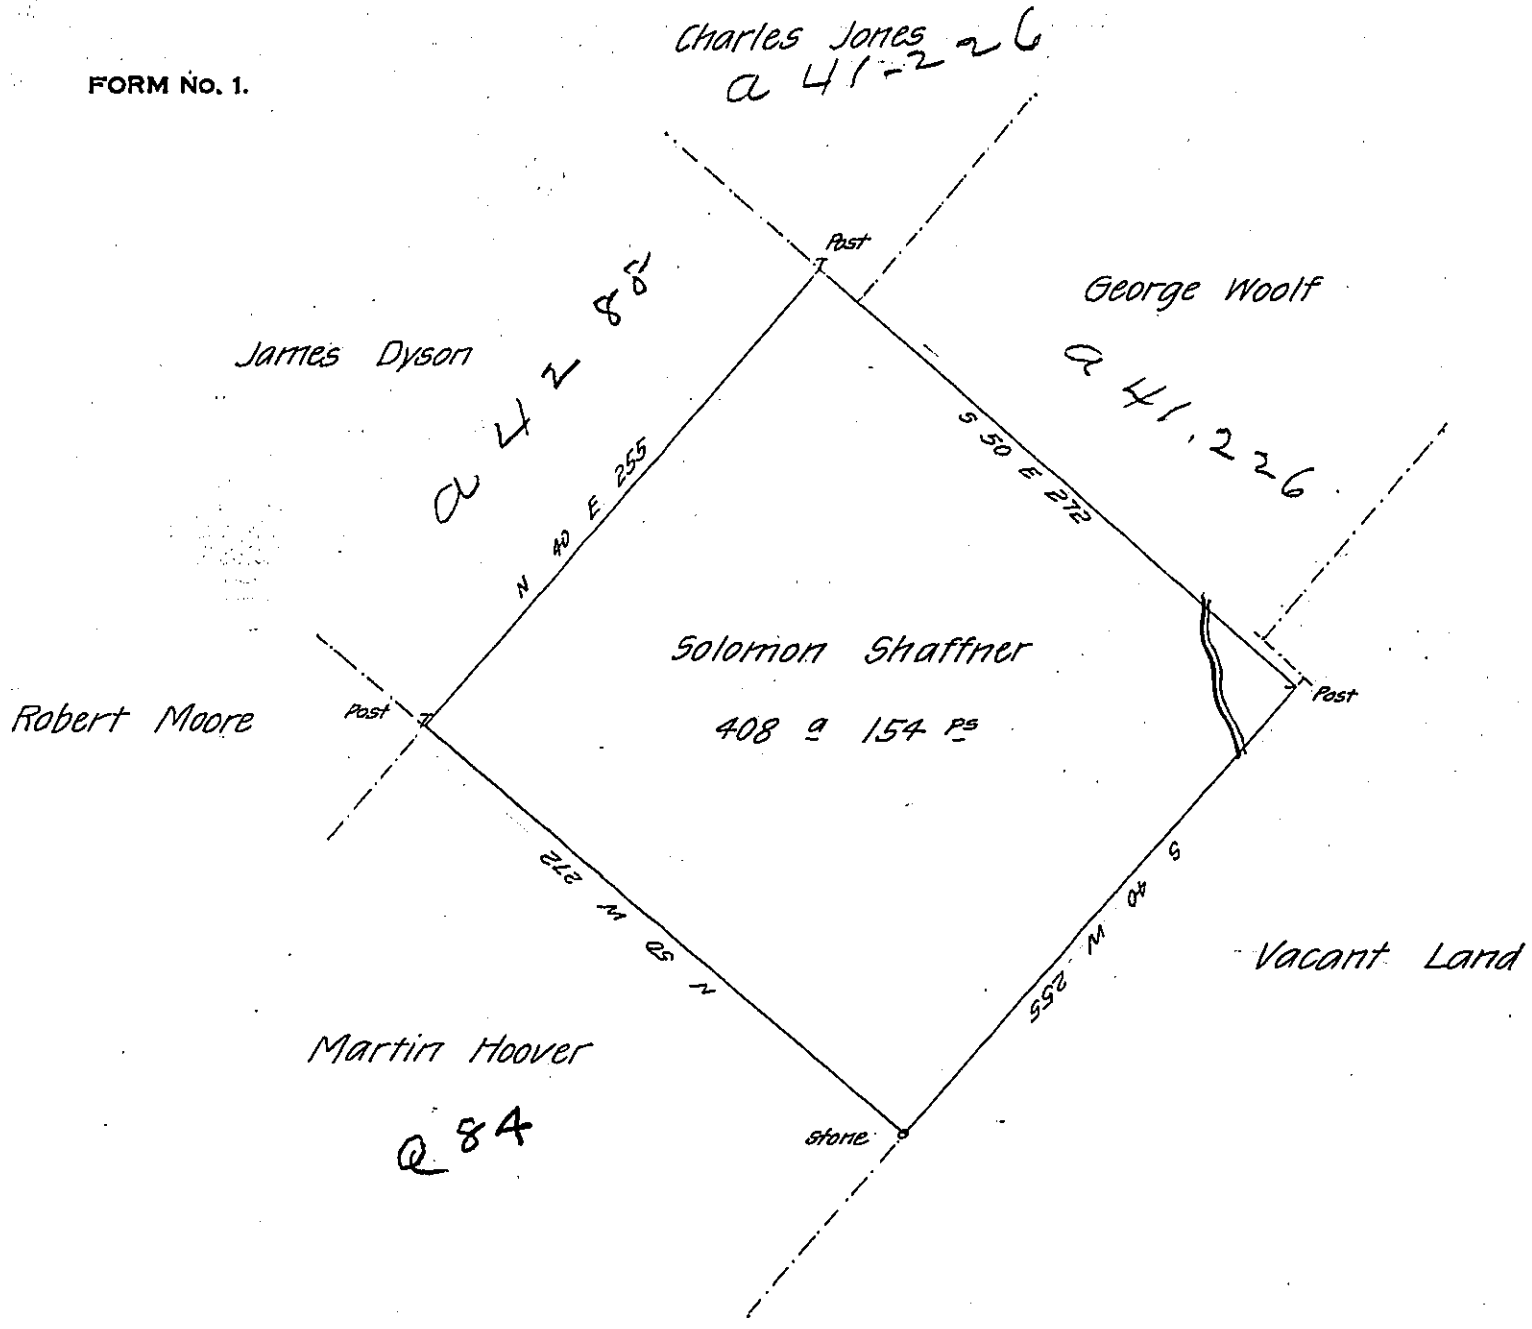 FORM No. 1.
Charles Jones
a 41-226
Post
George Woolf
a 41.226
James Dyson
a 42 88
N 40 E 255
S 50 E 272
Solomon Shaffner
408 a 154 Ps
Robert Moore
Post
Post
N 50 W 272
S 40 W 255
Vacant Land
Martin Hoover
Q 84
Stone